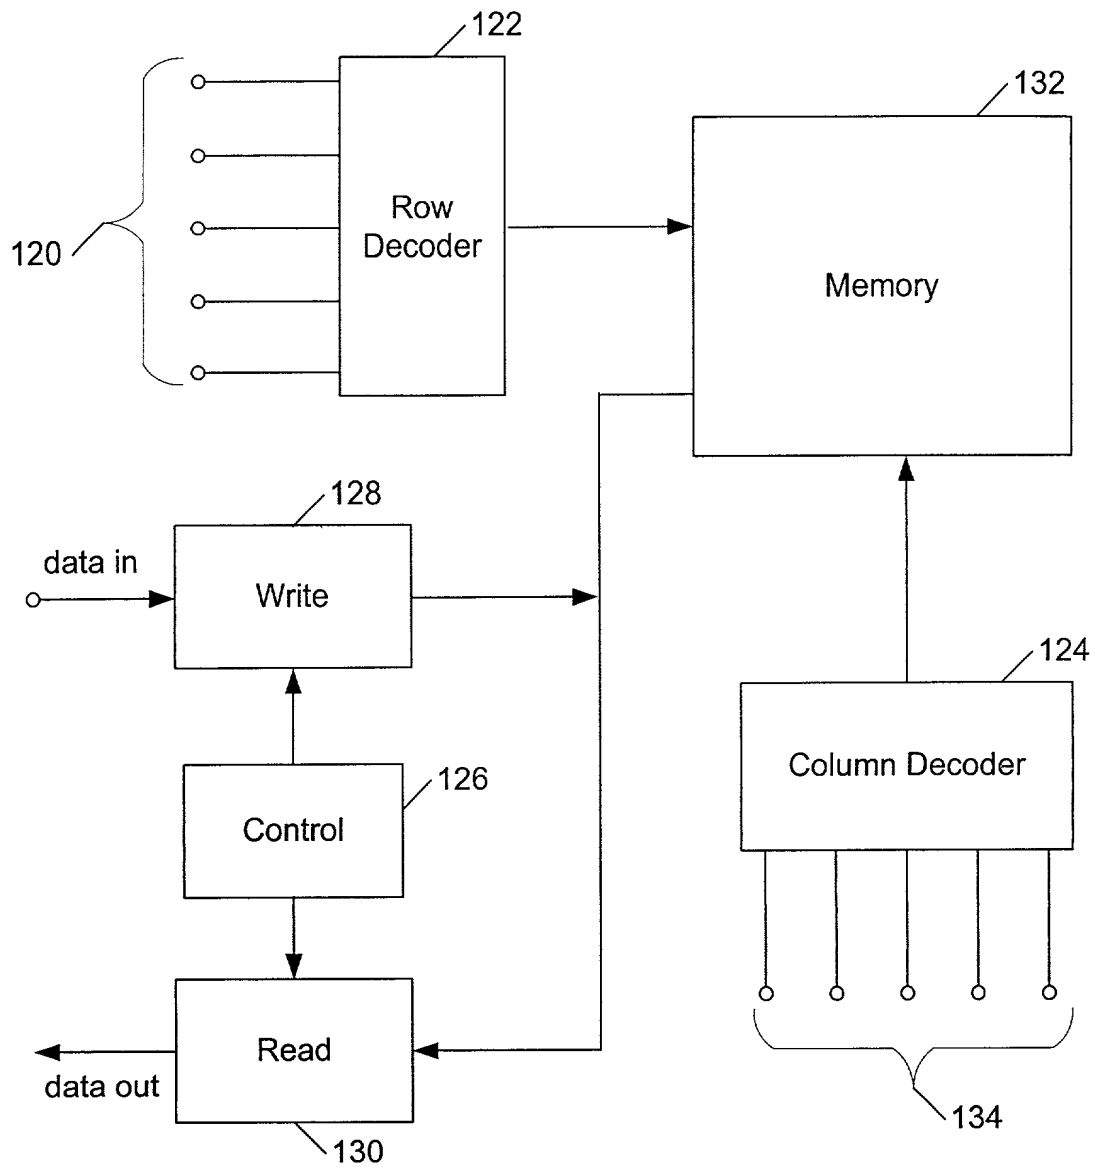 122
132
Row
Decoder
120
Memory
128
data in
Write
124
Column Decoder
126
Control
Read
data out
134
130